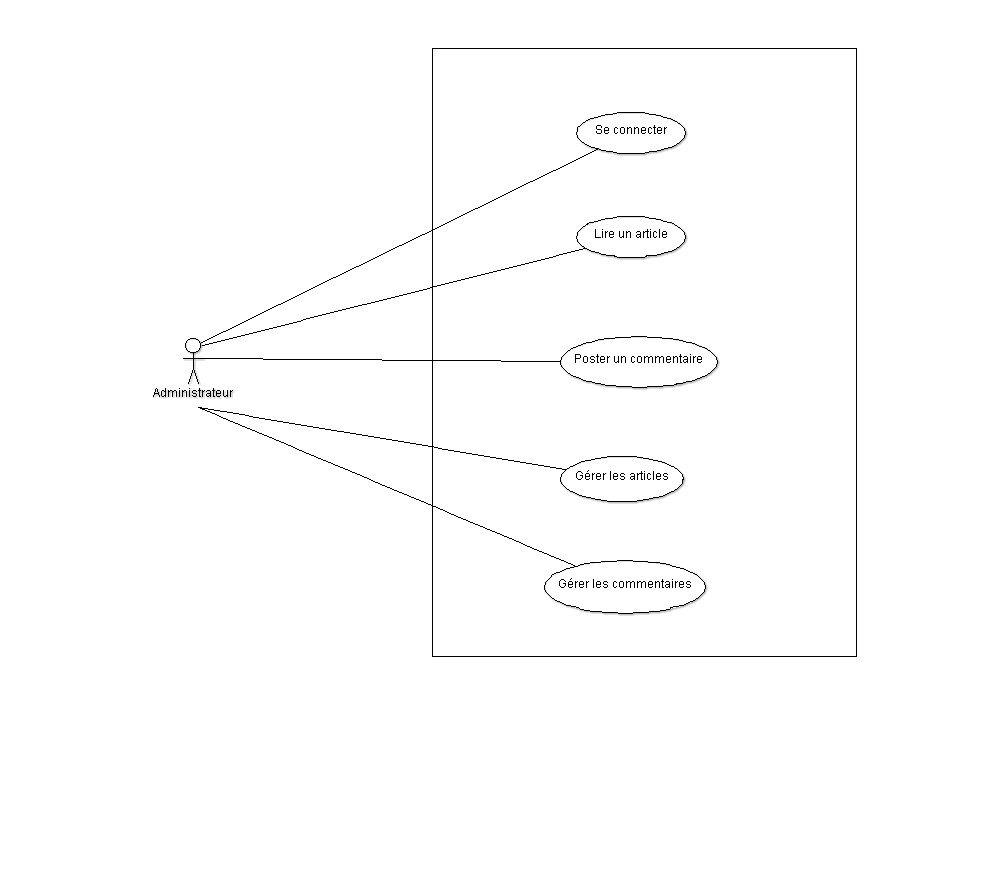 Se connecter
Lire un article
Poster un commentaire
Administrateur
Gérer les articles
Gérer les commentaires